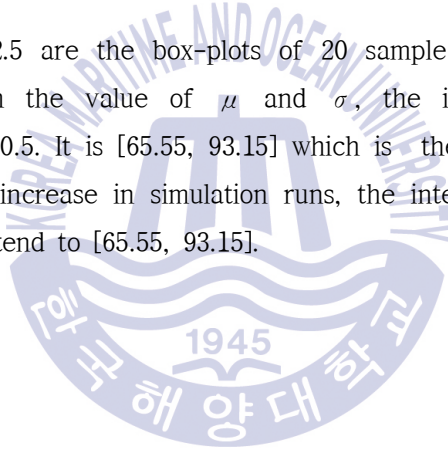 2.5 are the box-plots of 20 sample
the value of μ and σ, the i
0.5. It is [65.55, 93.15] which is the
increase in simulation runs, the inte
tend to [65.55, 93.15].
KOREA MARITIME AND OCEAN UNIVERSITY
1945
한국해양대학교